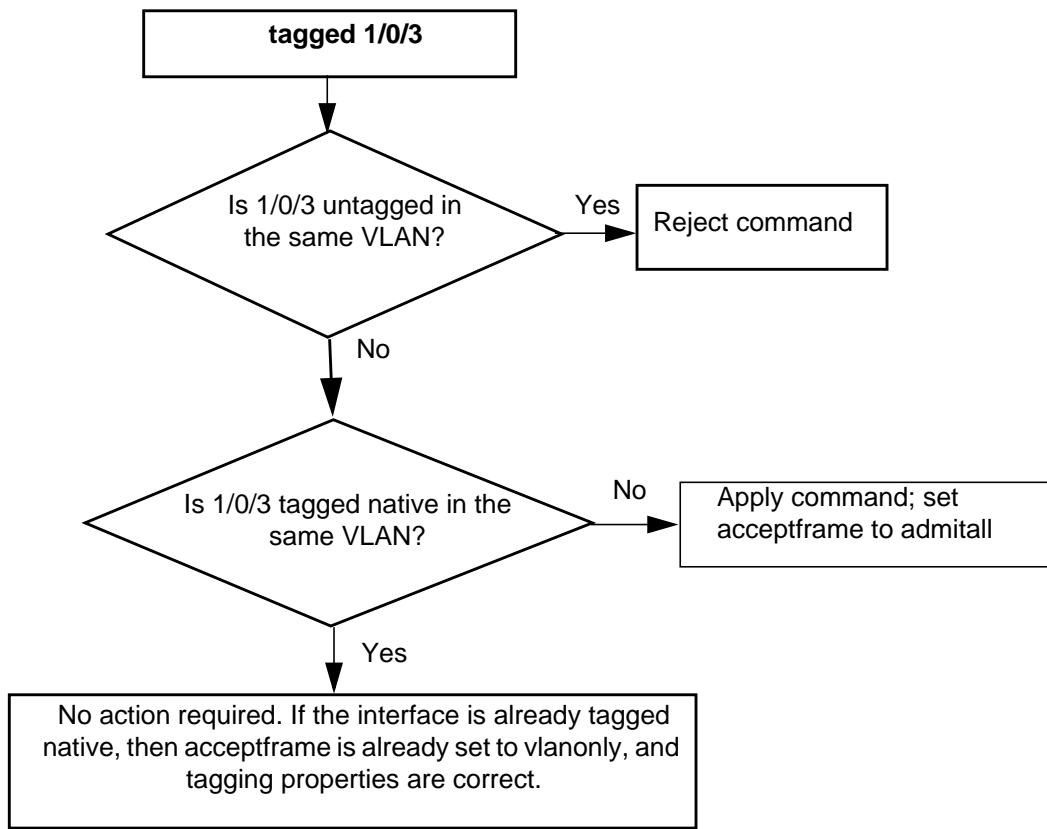 tagged 1/0/3
Is 1/0/3 untagged in
the same VLAN?
Yes
Reject command
No
Is 1/0/3 tagged native in the
same VLAN?
No
Apply command; set
acceptframe to admitall
Yes
No action required. If the interface is already tagged
native, then acceptframe is already set to vlanonly, and
tagging properties are correct.